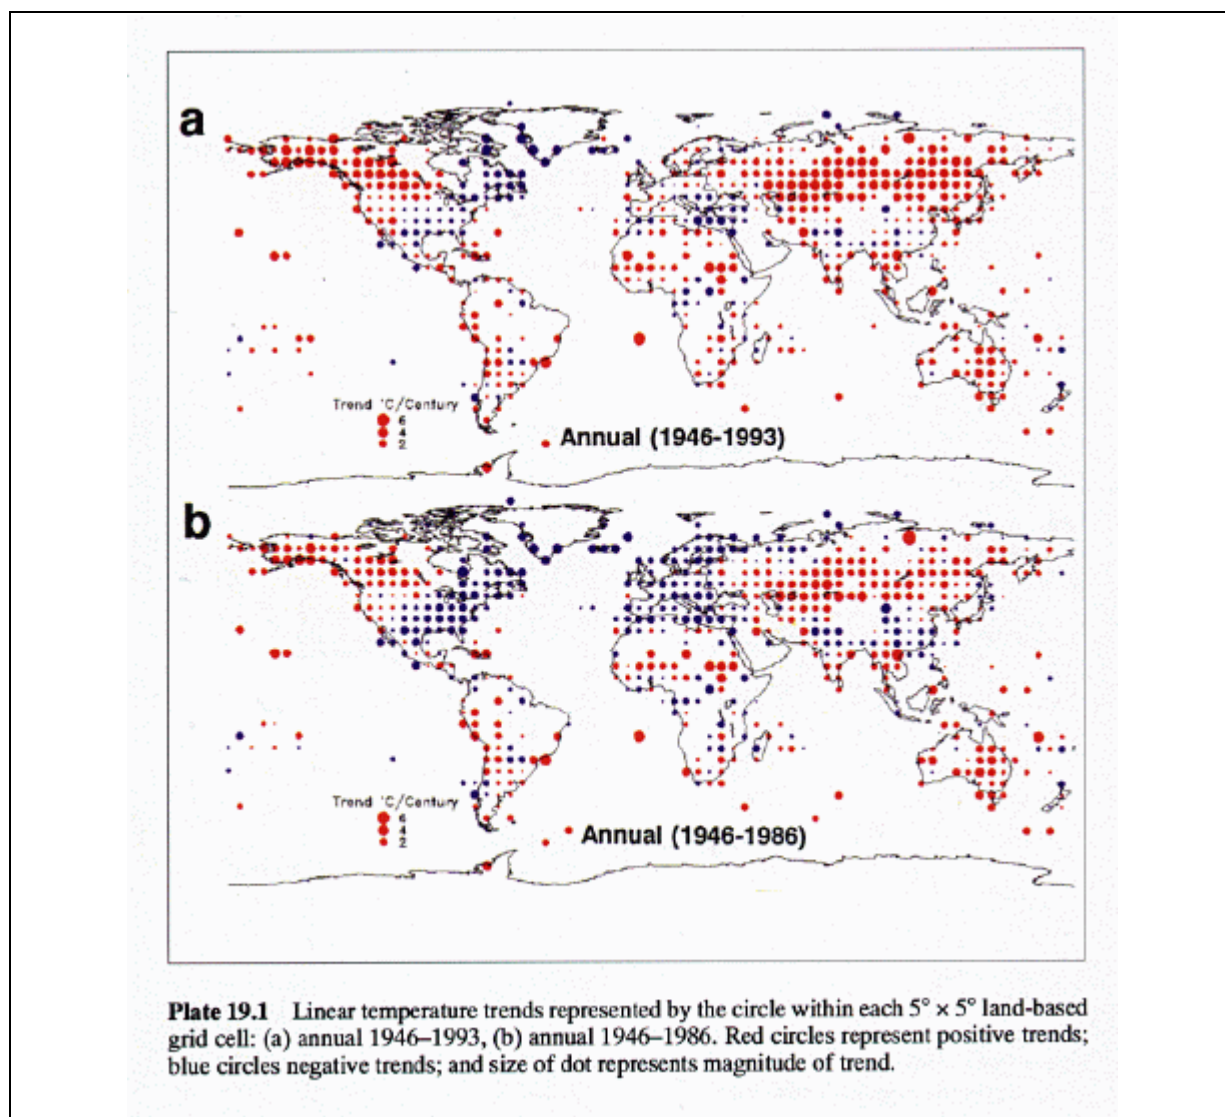 a
Trend °C/Century
6
4
2
Annual (1946-1993)
b
Trend °C/Century
6
4
2
Annual (1946-1986)
Plate 19.1 Linear temperature trends represented by the circle within each 5° × 5° land-based
grid cell: (a) annual 1946–1993, (b) annual 1946–1986. Red circles represent positive trends;
blue circles negative trends; and size of dot represents magnitude of trend.